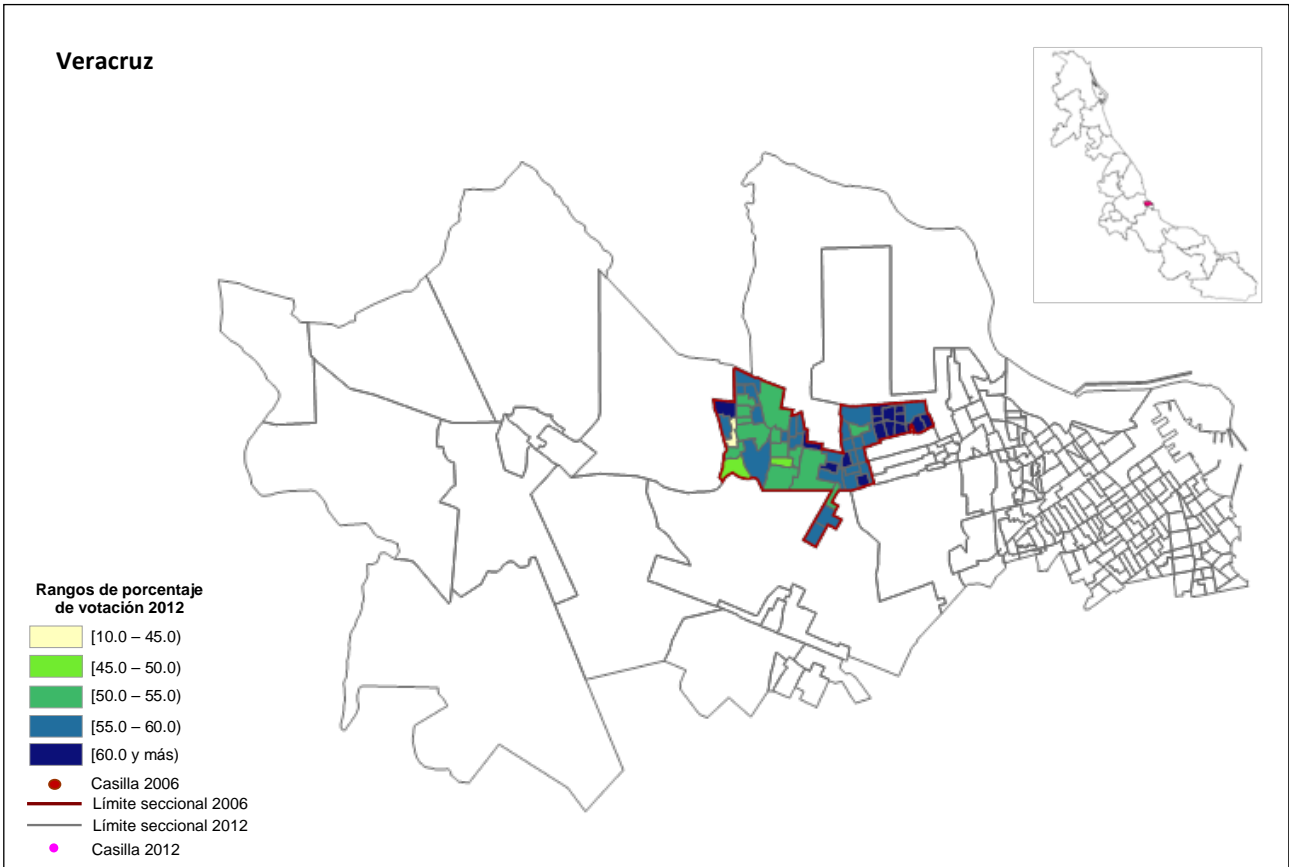 Veracruz
Rangos de porcentaje
de votación 2012
[10.0 – 45.0)
[45.0 – 50.0)
[50.0 – 55.0)
[55.0 – 60.0)
[60.0 y más)
Casilla 2006
Límite seccional 2006
Límite seccional 2012
Casilla 2012